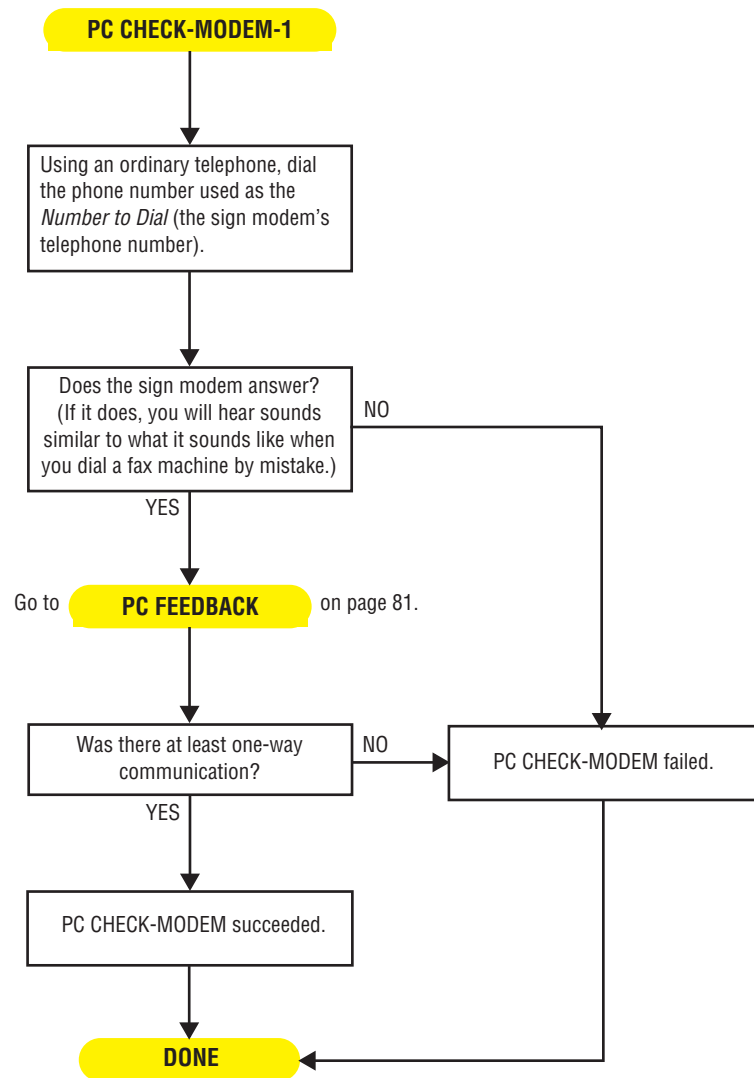 PC CHECK-MODEM-1
Using an ordinary telephone, dial
the phone number used as the
Number to Dial (the sign modem's
telephone number).
Does the sign modem answer?
(If it does, you will hear sounds
similar to what it sounds like when
you dial a fax machine by mistake.)
NO
YES
Go to PC FEEDBACK on page 81.
Was there at least one-way
communication?
NO
PC CHECK-MODEM failed.
YES
PC CHECK-MODEM succeeded.
DONE